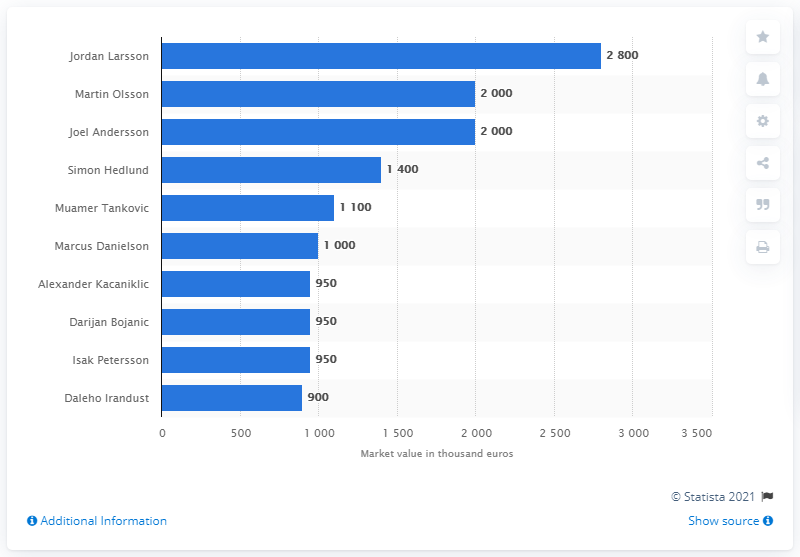 Jordan Larsson 2 800
Martin Olsson 2 000
Joel Andersson 2 000
Simon Hedlund 1 400
Muamer Tankovic 1 100
Marcus Danielson 1 000
Alexander Kacaniklic 950
Darijan Bojanic 950
Isak Petersson 950
Daleho Irandust 900
0 500 1 000 1 500 2 000 2 500 3 000 3 500
Market value in thousand euros
© Statista 2021
Additional Information Show source